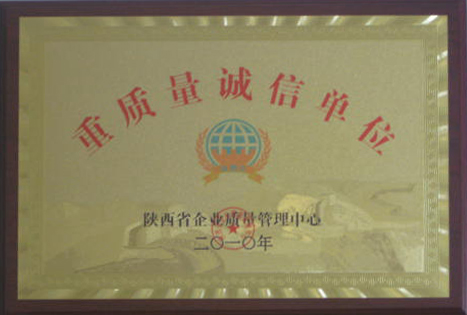 重质量诚信单位
陕西省企业质量管理中心
二〇一〇年